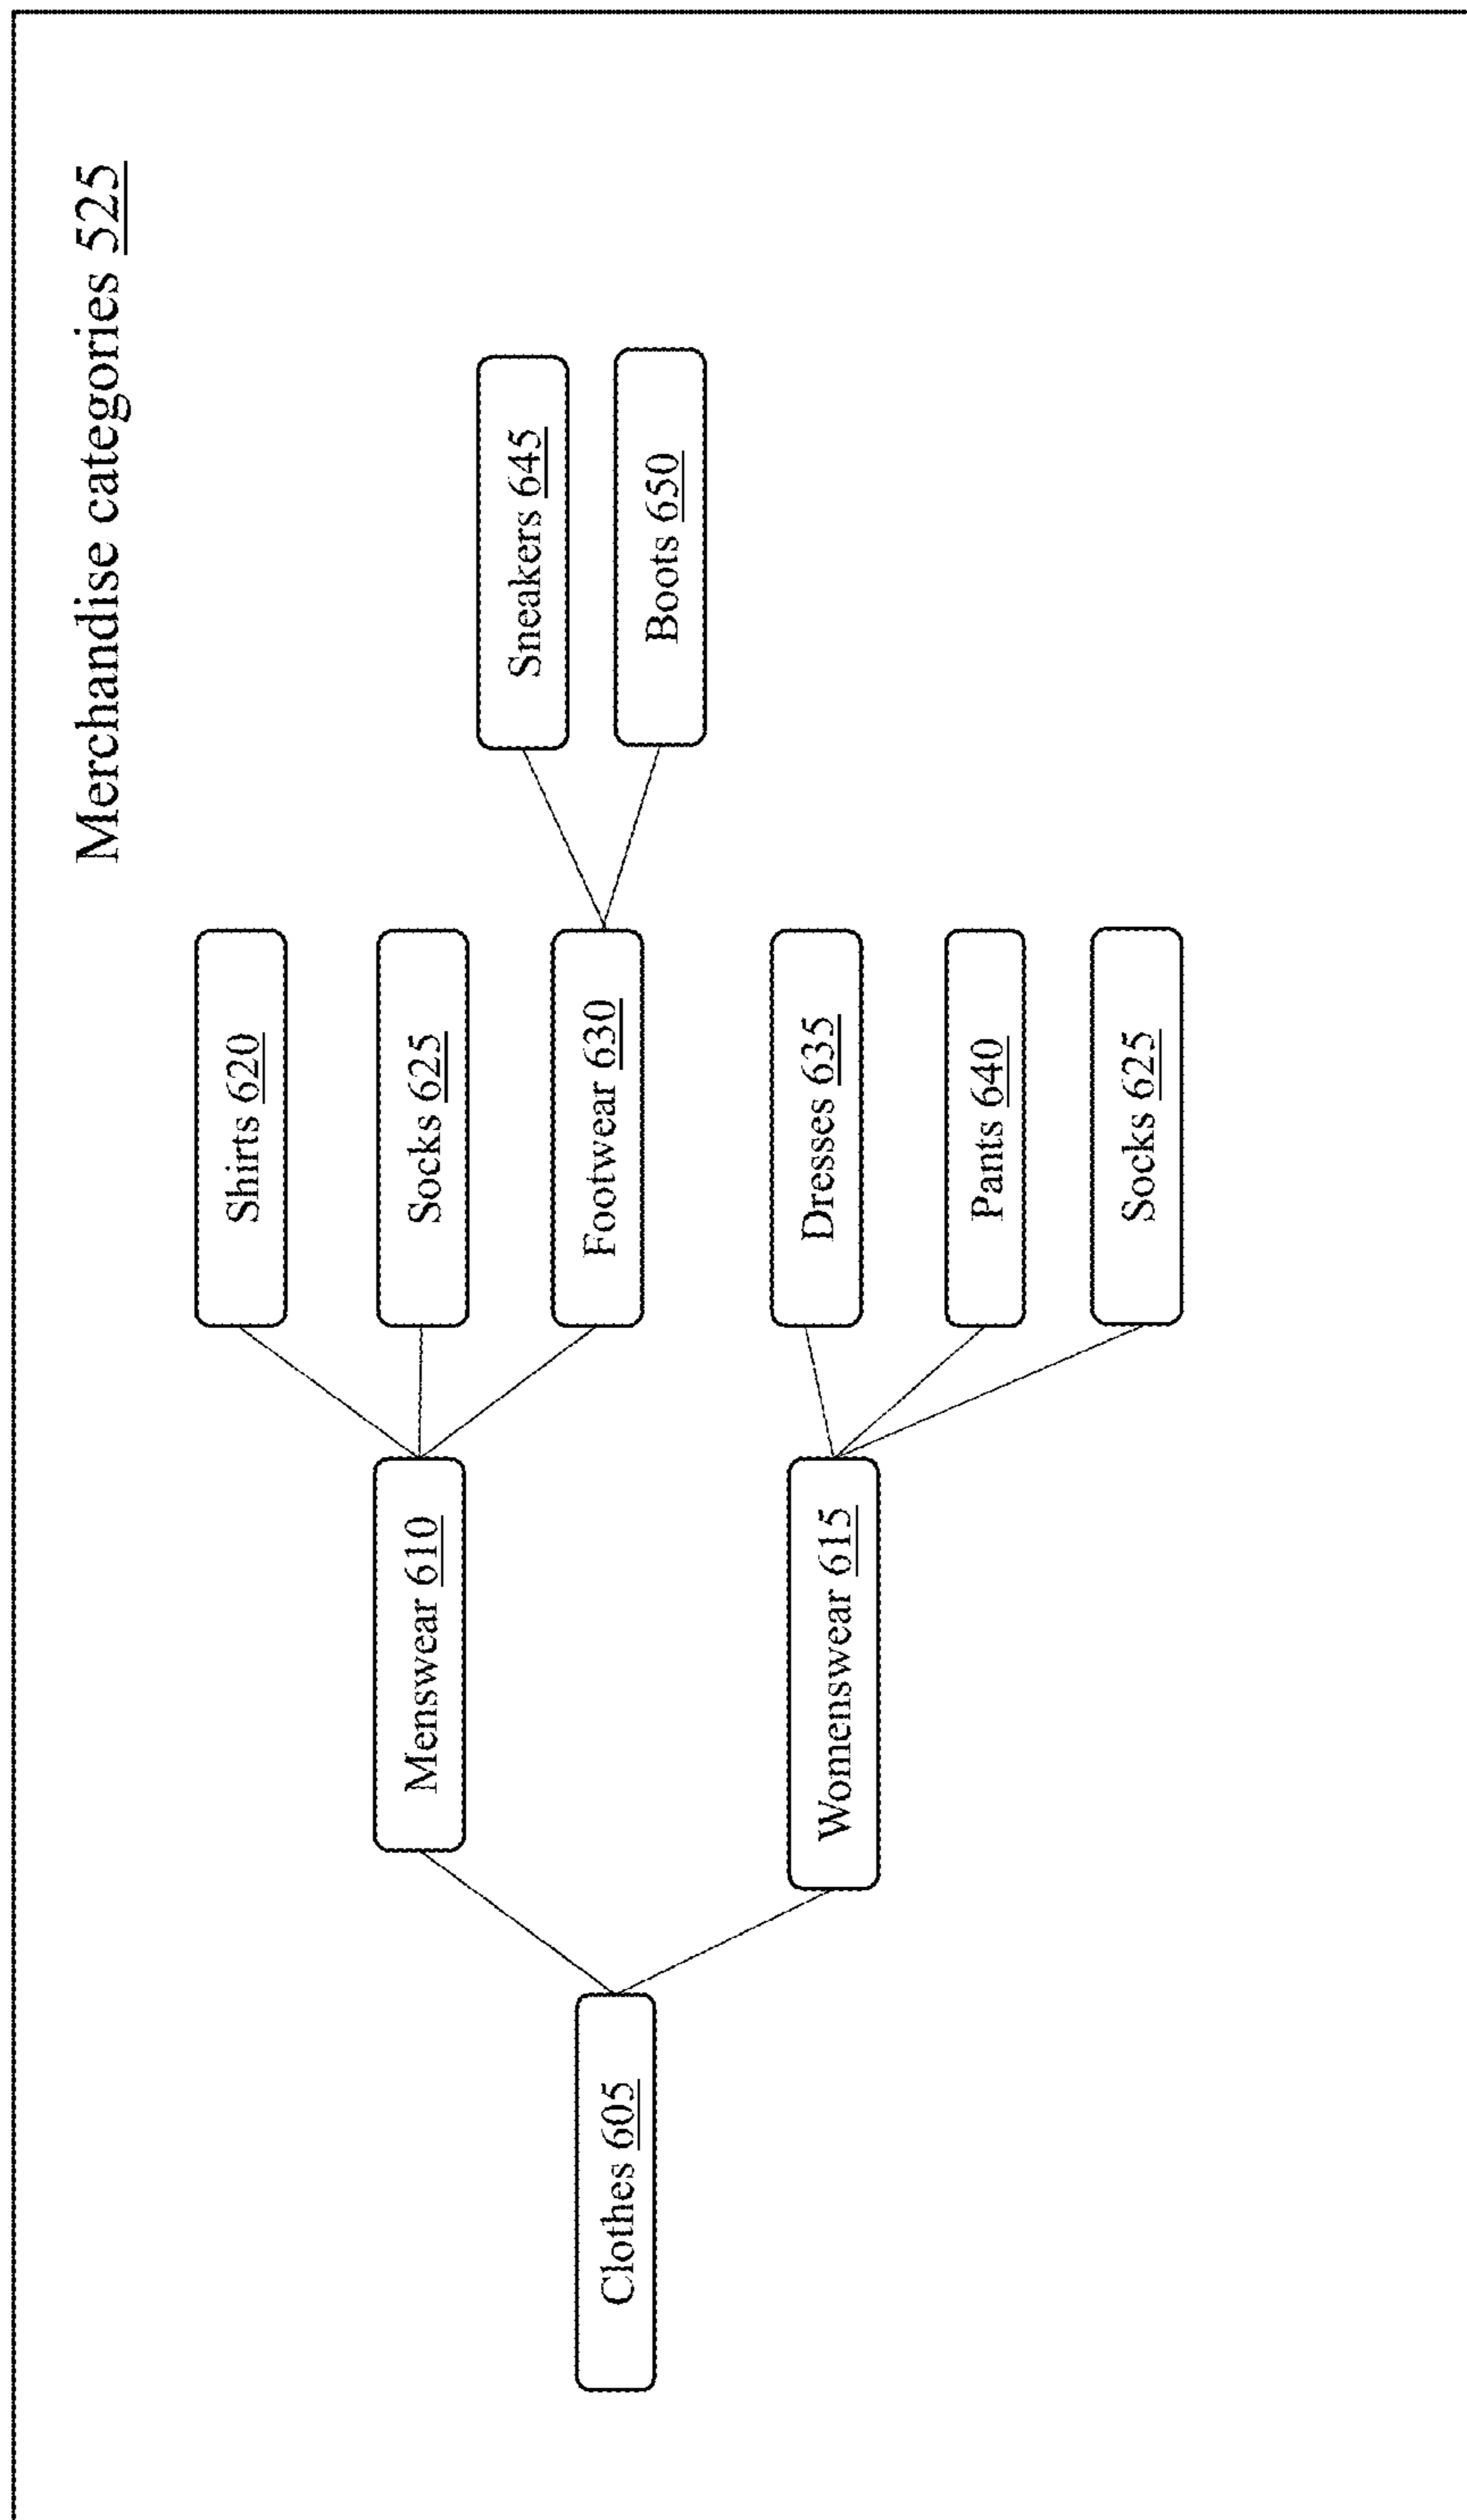 Merchandise categories 525
Clothes 605
Menswear 610
Womenswear 615
Shirts 620
Socks 625
Footwear 630
Dresses 635
Pants 640
Socks 625
Sneakers 645
Boots 650